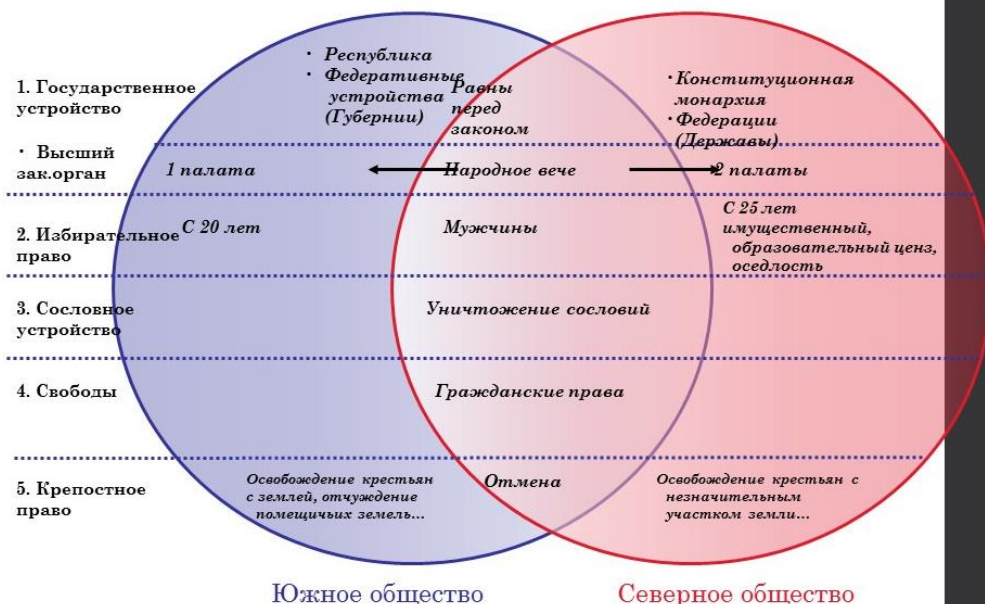 1. Государственное
устройство
· Республика
· Федеративные
устройства
(Губернии)
Равны
перед
законом
· Конституционная
монархия
· Федерации
(Державы)
· Высший
зак.орган
1 палата
Народное вече
2 палаты
2. Избирательное
право
С 20 лет
Мужчины
С 25 лет
имущественный,
образовательный ценз,
оседлость
3. Сословное
устройство
Уничтожение сословий
4. Свободы
Гражданские права
5. Крепостное
право
Освобождение крестьян
с землей, отчуждение
помещичьих земель...
Отмена
Освобождение крестьян с
незначительным
участком земли...
Южное общество
Северное общество